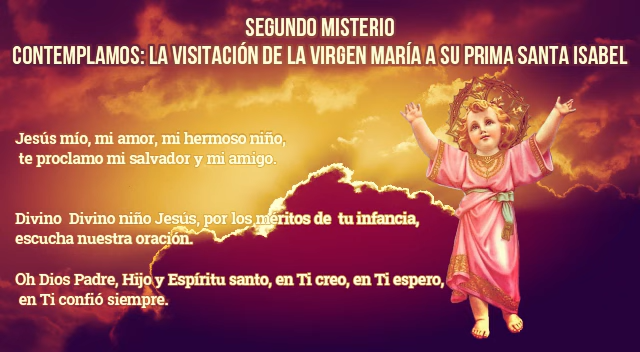 SEGUNDO MISTERIO
CONTEMPLAMOS: LA VISITACIÓN DE LA VIRGEN MARÍA A SU PRIMA SANTA ISABEL
Jesús mío, mi amor, mi hermoso niño,
te proclamo mi salvador y mi amigo.
Divino Divino niño Jesús, por los méritos de tu infancia,
escucha nuestra oración.
Oh Dios Padre, Hijo y Espíritu santo, en Ti creo, en Ti espero,
en Ti confió siempre.